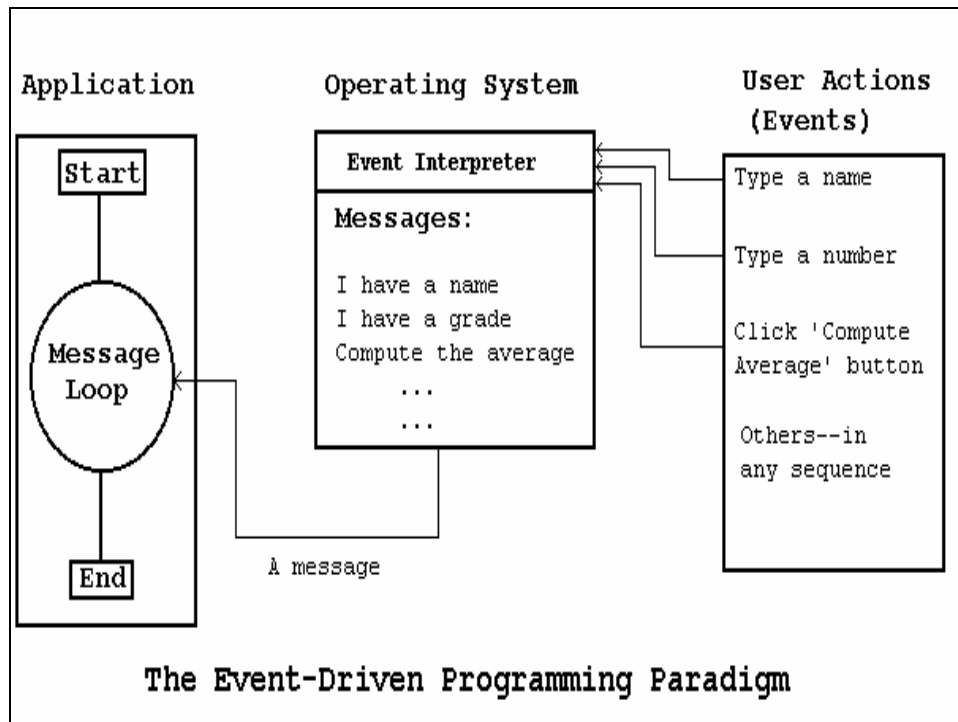 Application
Start
Message
Loop
End
Operating System
Event Interpreter
Messages:
I have a name
I have a grade
Compute the average
...
...
A message
User Actions
(Events)
Type a name
Type a number
Click 'Compute
Average' button
Others--in
any sequence
The Event-Driven Programming Paradigm